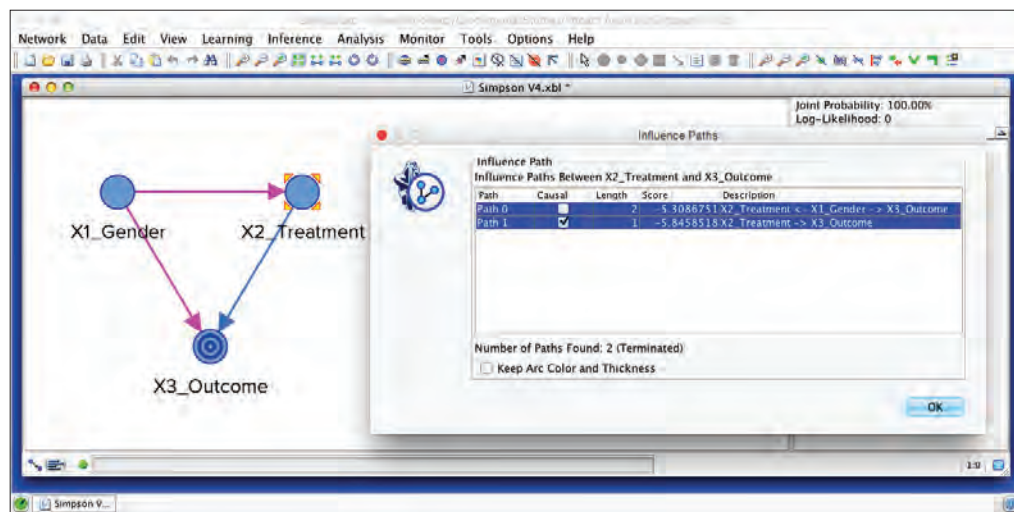 Network Data Edit View Learning Inference Analysis Monitor Tools Options Help
Simpson V4.xbl *
Joint Probability: 100.00%
Log-Likelihood: 0
Influence Paths
Influence Path
Influence Paths Between X2_Treatment and X3_Outcome
Path Causal Length Score Description
Path 0 2 -5.3086751 X2_Treatment <- X1_Gender -> X3_Outcome
Path 1 1 -5.8458518 X2_Treatment -> X3_Outcome
X1_Gender X2_Treatment
X3_Outcome
Number of Paths Found: 2 (Terminated)
Keep Arc Color and Thickness
OK
1:0
Simpson V...